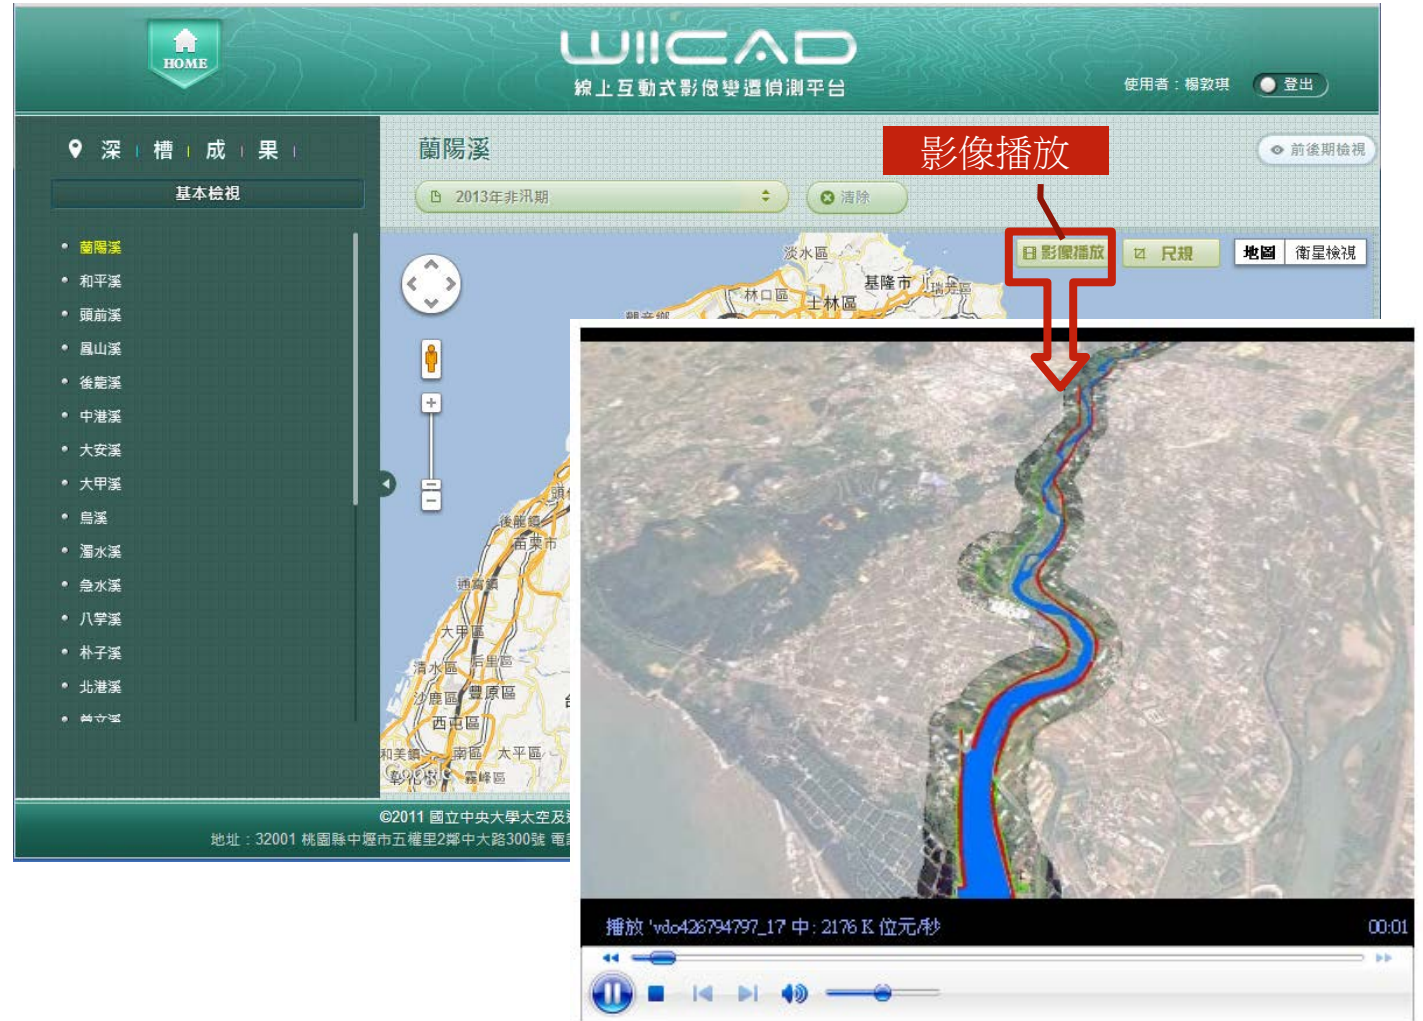 HOME
WIICAD
線上互動式影像變遷偵測平台
使用者：楊敦琪
登出
深槽成果
基本檢視
蘭陽溪
和平溪
頭前溪
鳳山溪
後龍溪
中港溪
大安溪
大甲溪
烏溪
濁水溪
急水溪
八掌溪
朴子溪
北港溪
曾文溪
蘭陽溪
影像播放
前後期檢視
2013年非汛期
清除
影像播放
尺規
地圖
衛星檢視
淡水區
基隆市
瑞芳區
林口區
士林區
觀音鄉
後龍鎮
苗栗市
通霄鎮
大甲區
后里區
清水區
沙鹿區
豐原區
西屯區
和美鎮
南區
太平區
霧峰區
©2011 國立中央大學太空及
地址：32001 桃園縣中壢市五權里2鄰中大路300號 電
播放 'vdo426794797_17' 中: 2176 K 位元/秒
00:01